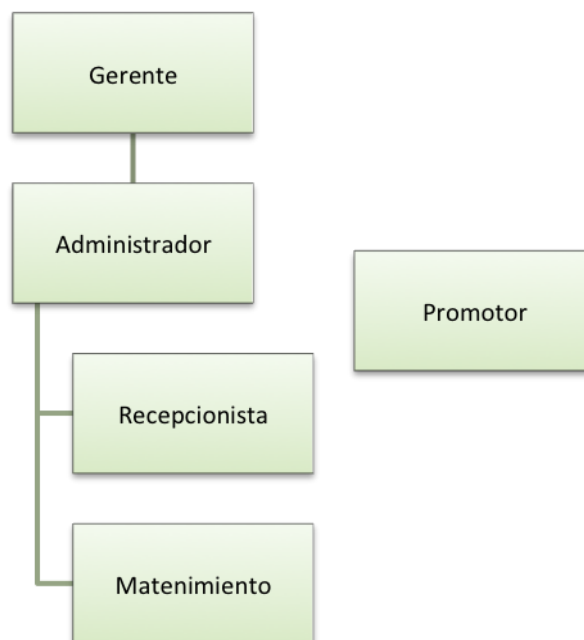 Gerente
Administrador
Promotor
Recepcionista
Matenimiento